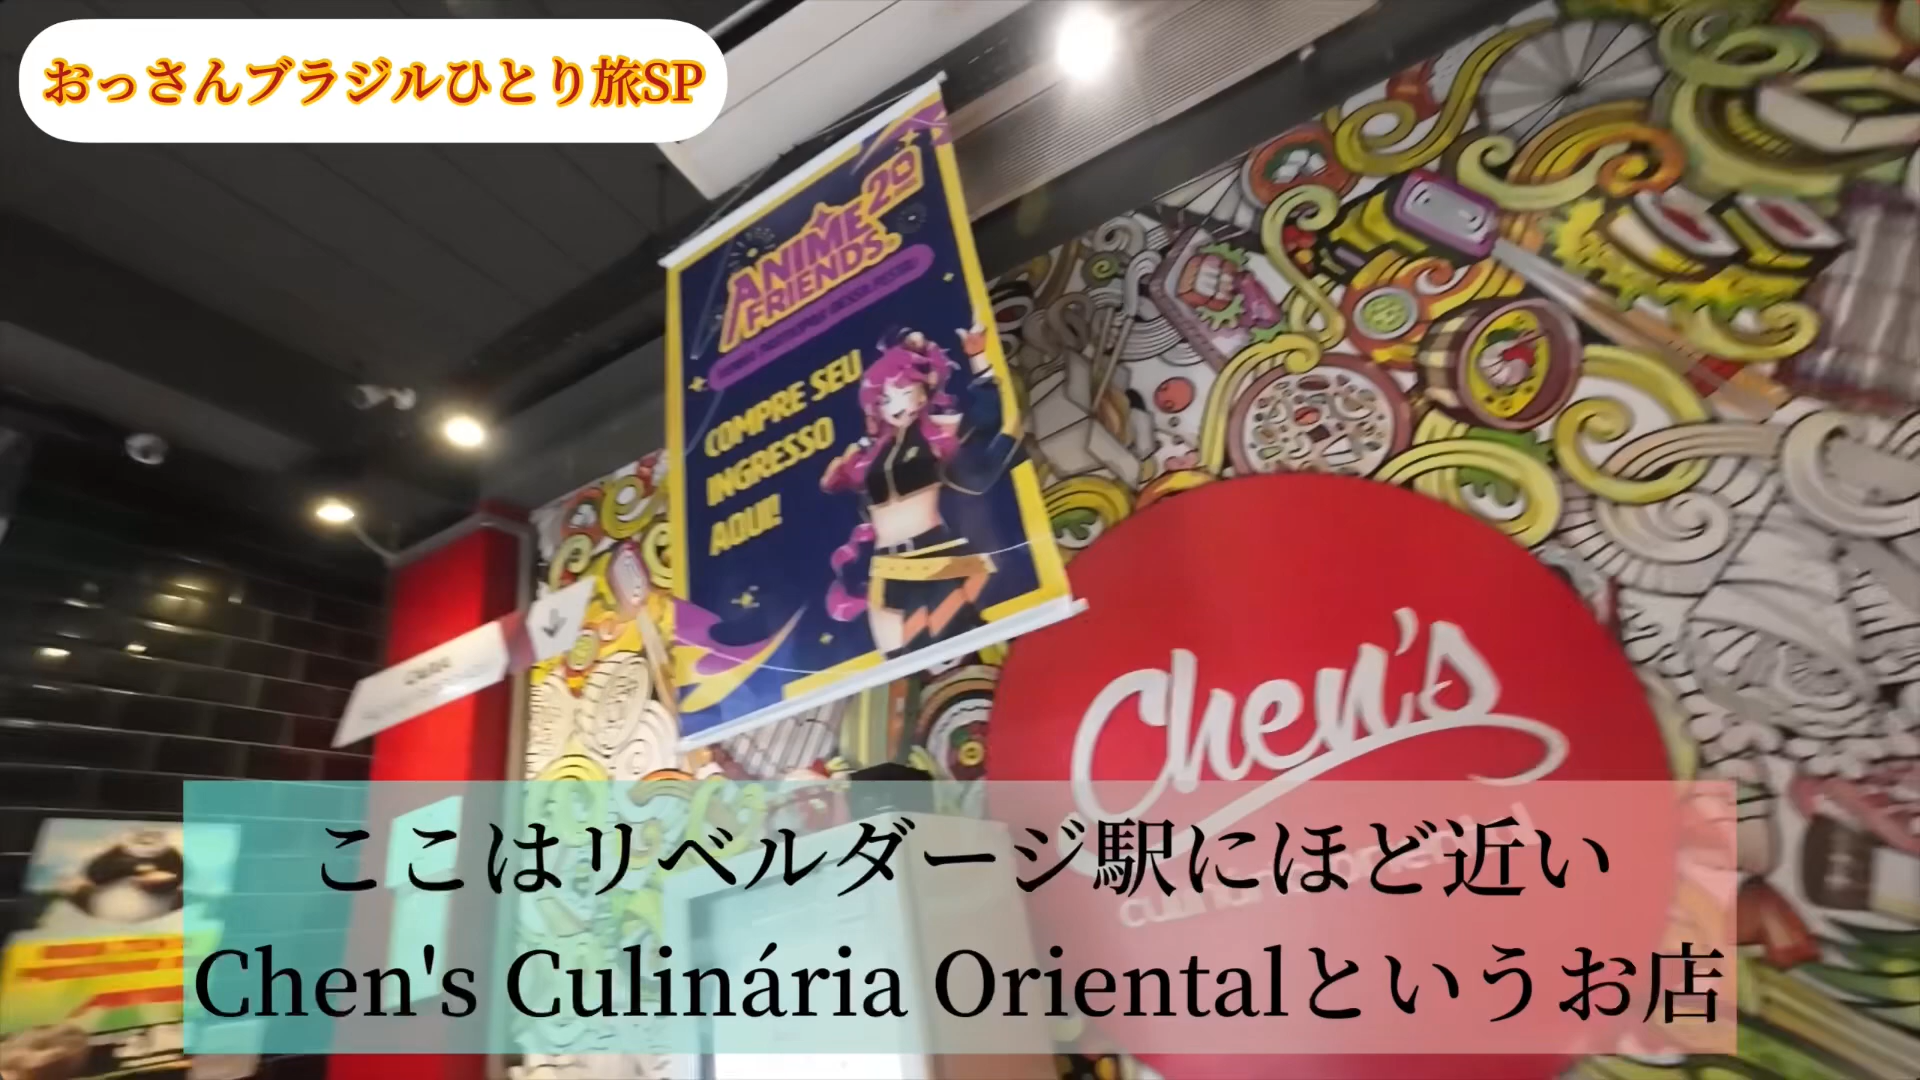 おっさんブラジルひとり旅SP
ANIME
FRIENDS 20
COMPRE SEU
INGRESSO
AQUI!
Chen's
culinária oriental
ここはリベルダージ駅にほど近い
Chen's Culinária Orientalというお店